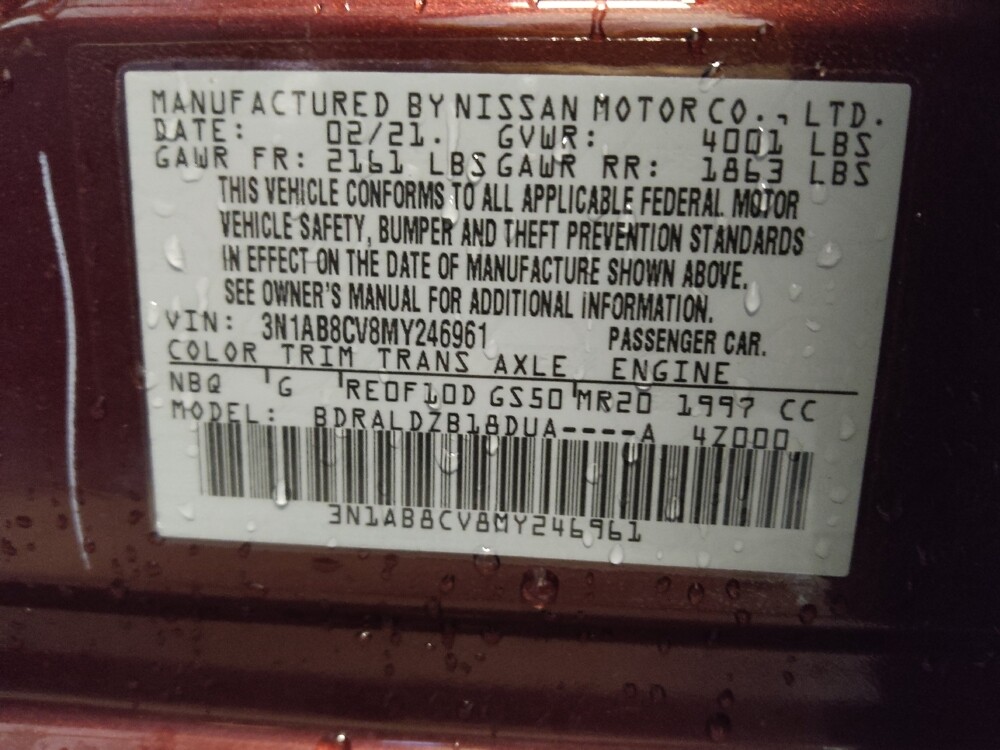 MANUFACTURED BY NISSAN MOTOR CO., LTD.
DATE: 02/21. GVWR: 4001 LBS
GAWR FR: 2161 LBS GAWR RR: 1863 LBS
THIS VEHICLE CONFORMS TO ALL APPLICABLE FEDERAL MOTOR
VEHICLE SAFETY, BUMPER AND THEFT PREVENTION STANDARDS
IN EFFECT ON THE DATE OF MANUFACTURE SHOWN ABOVE.
SEE OWNER'S MANUAL FOR ADDITIONAL INFORMATION.
VIN: 3N1AB8CV8MY246961 PASSENGER CAR.
COLOR TRIM TRANS AXLE ENGINE
NBQ G RE0F10D GS50 MR20 1997 CC
MODEL: BDRALDZB18DUA----A 4Z000
3N1AB8CV8MY246961